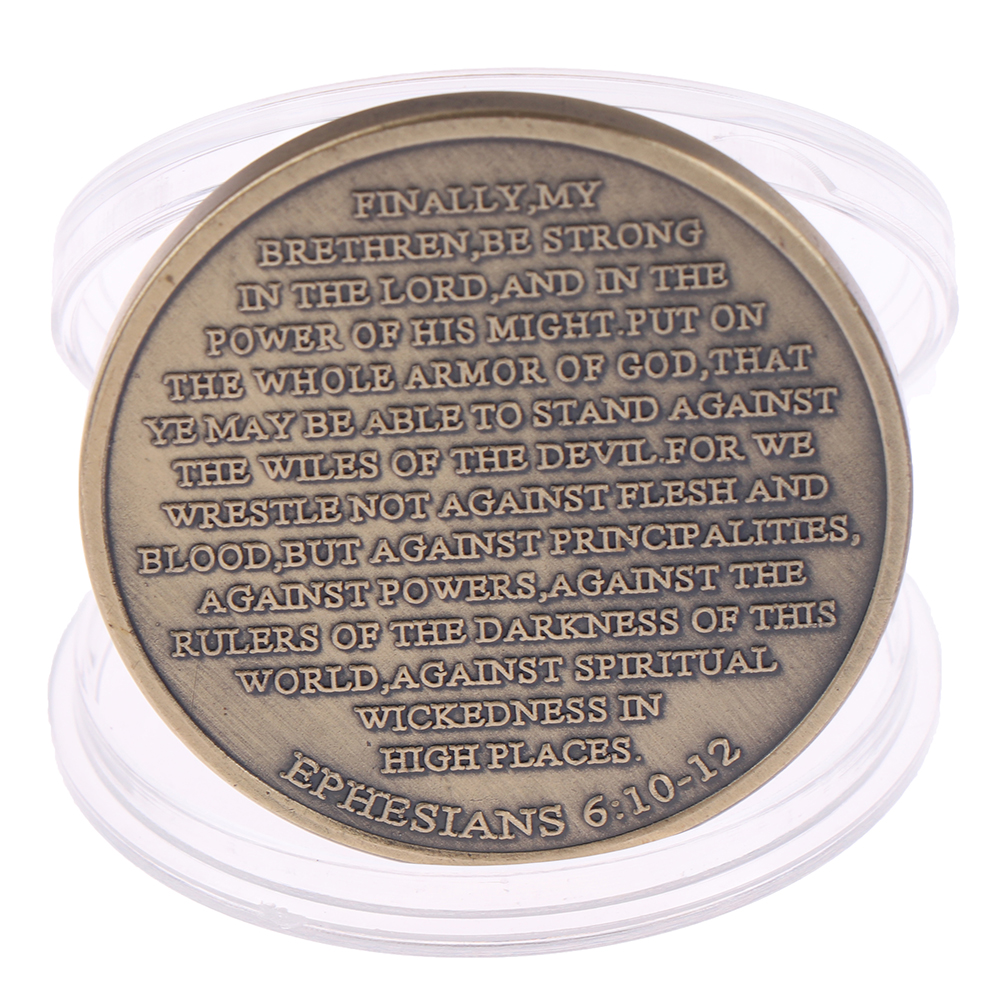 FINALLY,MY
BRETHREN,BE STRONG
IN THE LORD,AND IN THE
POWER OF HIS MIGHT.PUT ON
THE WHOLE ARMOR OF GOD,THAT
YE MAY BE ABLE TO STAND AGAINST
THE WILES OF THE DEVIL.FOR WE
WRESTLE NOT AGAINST FLESH AND
BLOOD,BUT AGAINST PRINCIPALITIES,
AGAINST POWERS,AGAINST THE
RULERS OF THE DARKNESS OF THIS
WORLD,AGAINST SPIRITUAL
WICKEDNESS IN
HIGH PLACES.
EPHESIANS 6:10-12